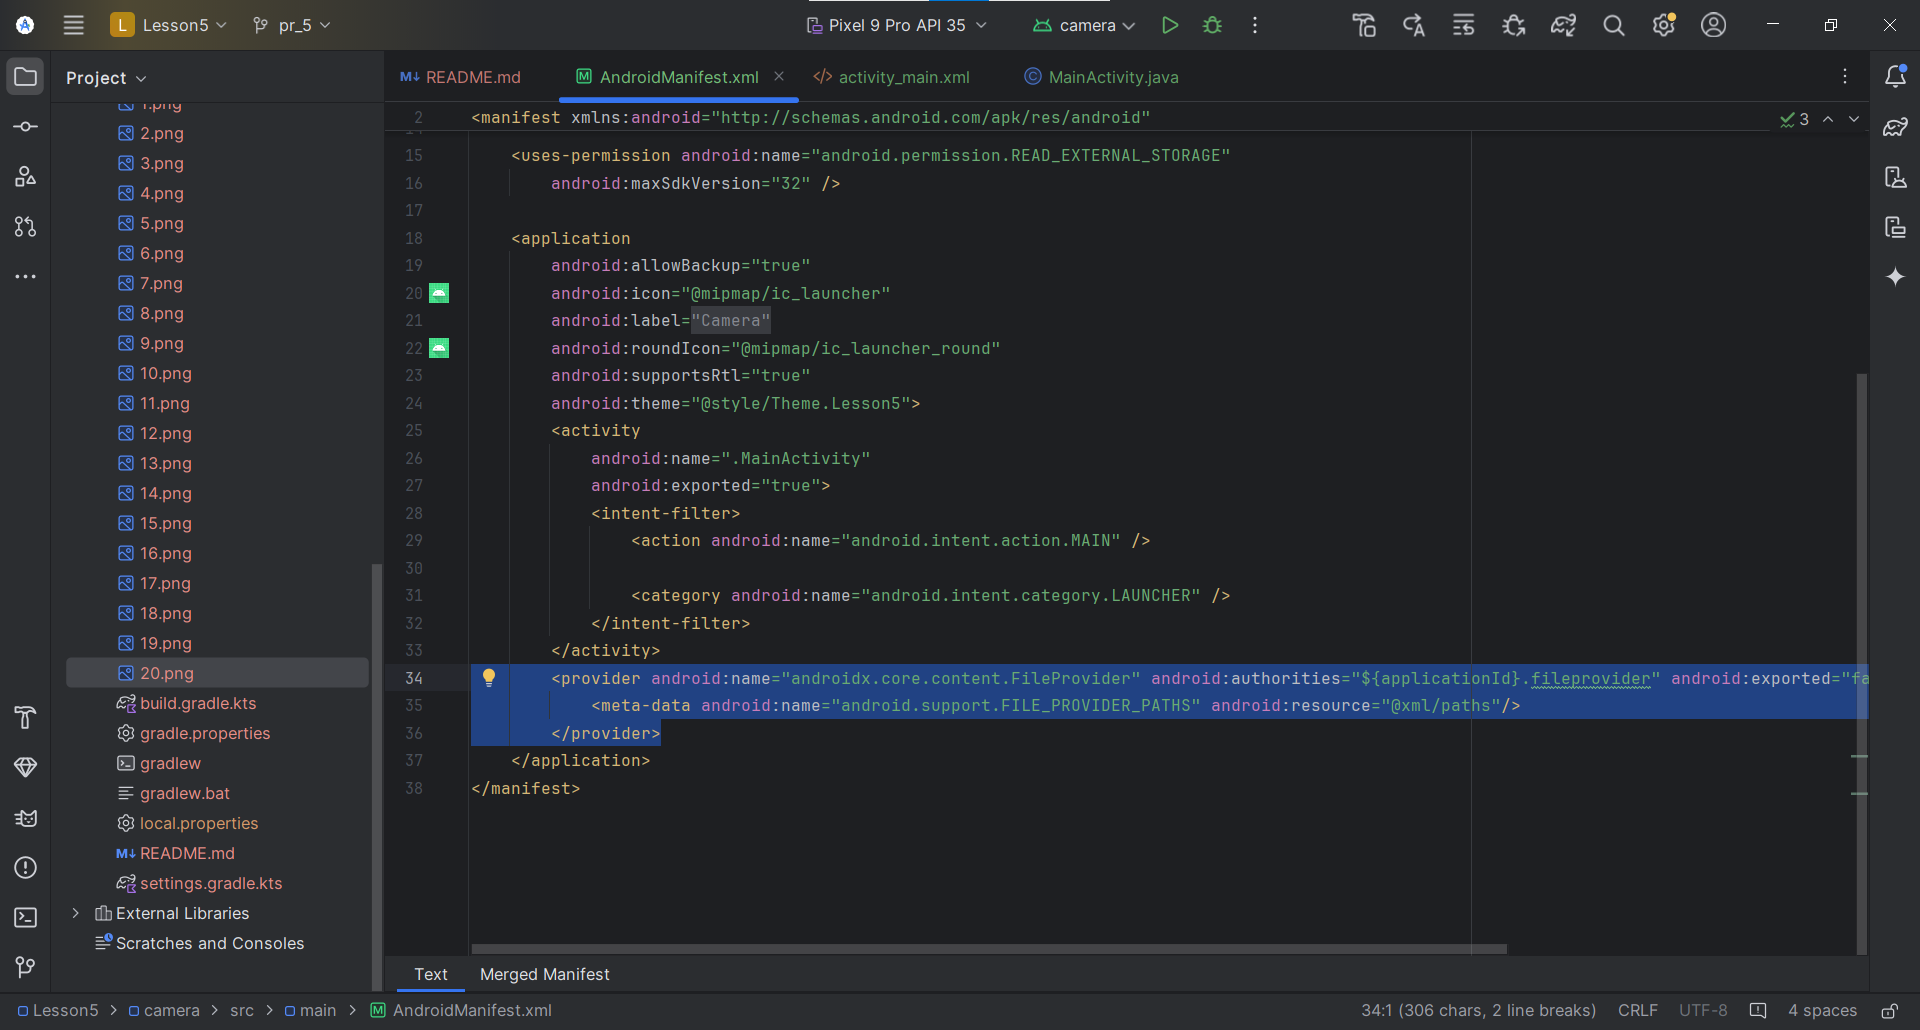 L Lesson5 pr_5 Pixel 9 Pro API 35 camera
Project
1.png
2.png
3.png
4.png
5.png
6.png
7.png
8.png
9.png
10.png
11.png
12.png
13.png
14.png
15.png
16.png
17.png
18.png
19.png
20.png
build.gradle.kts
gradle.properties
gradlew
gradlew.bat
local.properties
M↓ README.md
settings.gradle.kts
External Libraries
Scratches and Consoles
M↓ README.md M AndroidManifest.xml </> activity_main.xml C MainActivity.java
2 <manifest xmlns:android="http://schemas.android.com/apk/res/android" 3
15 <uses-permission android:name="android.permission.READ_EXTERNAL_STORAGE"
16 android:maxSdkVersion="32" />
17
18 <application
19 android:allowBackup="true"
20 android:icon="@mipmap/ic_launcher"
21 android:label="Camera"
22 android:roundIcon="@mipmap/ic_launcher_round"
23 android:supportsRtl="true"
24 android:theme="@style/Theme.Lesson5">
25 <activity
26 android:name=".MainActivity"
27 android:exported="true">
28 <intent-filter>
29 <action android:name="android.intent.action.MAIN" />
30
31 <category android:name="android.intent.category.LAUNCHER" />
32 </intent-filter>
33 </activity>
34 <provider android:name="androidx.core.content.FileProvider" android:authorities="${applicationId}.fileprovider" android:exported="fa
35 <meta-data android:name="android.support.FILE_PROVIDER_PATHS" android:resource="@xml/paths"/>
36 </provider>
37 </application>
38 </manifest>
Text Merged Manifest
Lesson5 > camera > src > main > M AndroidManifest.xml 34:1 (306 chars, 2 line breaks) CRLF UTF-8 4 spaces